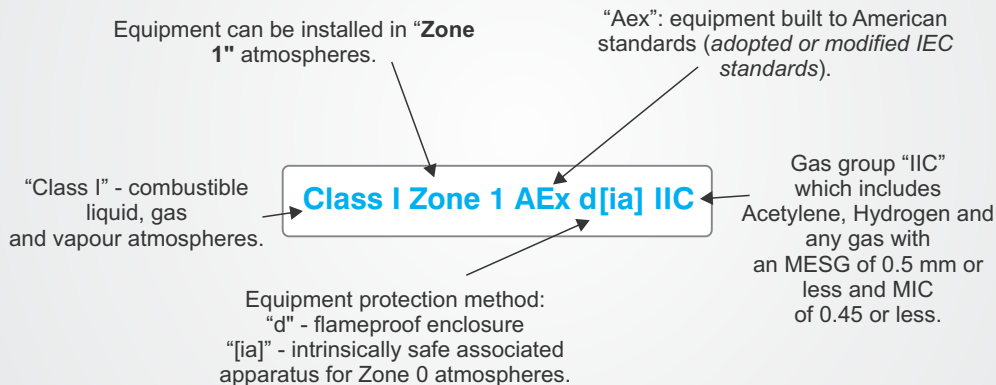 Equipment can be installed in “Zone
1" atmospheres.
“Aex”: equipment built to American
standards (adopted or modified IEC
standards).
“Class I” - combustible
liquid, gas
and vapour atmospheres.
Class I Zone 1 AEx d[ia] IIC
Gas group “IIC”
which includes
Acetylene, Hydrogen and
any gas with
an MESG of 0.5 mm or
less and MIC
of 0.45 or less.
Equipment protection method:
“d" - flameproof enclosure
“[ia]” - intrinsically safe associated
apparatus for Zone 0 atmospheres.